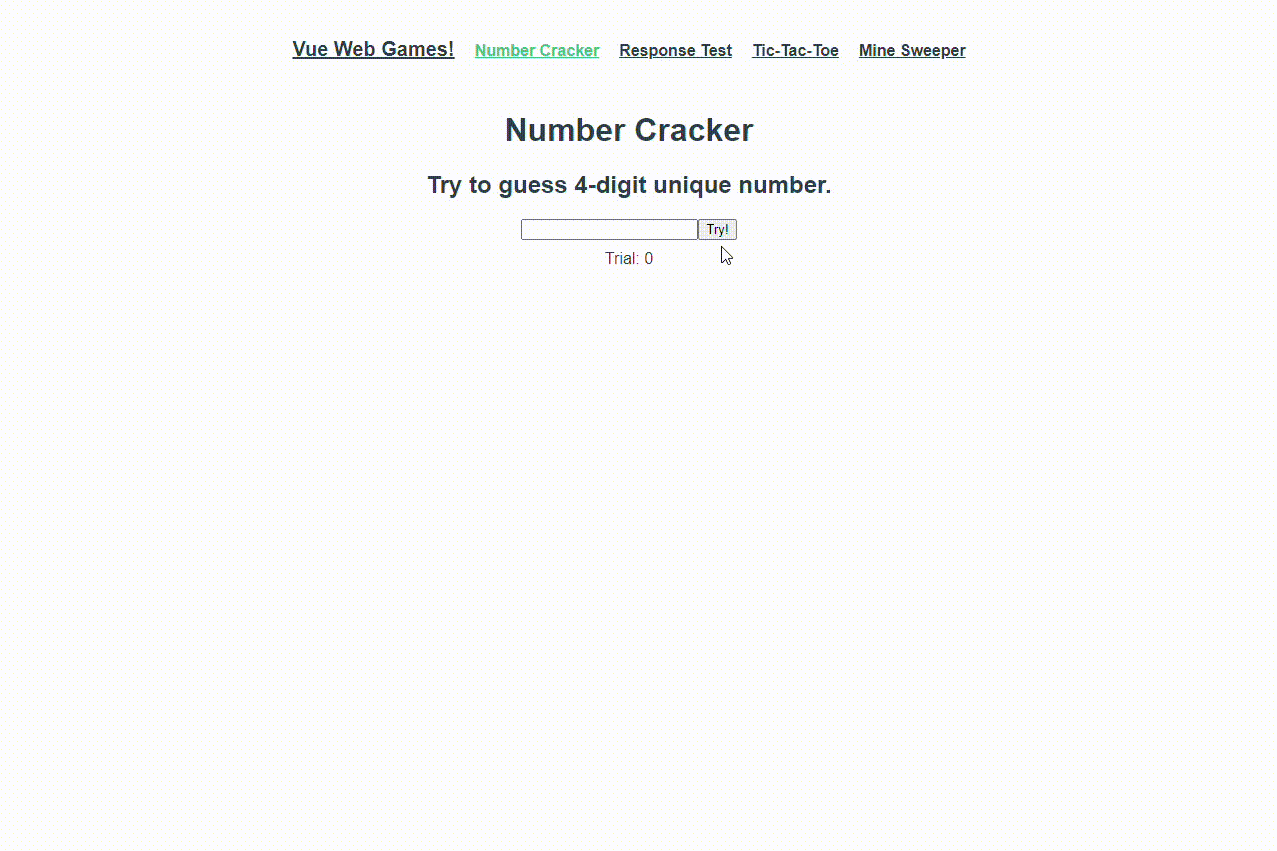 Vue Web Games! Number Cracker Response Test Tic-Tac-Toe Mine Sweeper
Number Cracker
Try to guess 4-digit unique number.
Try!
Trial: 0